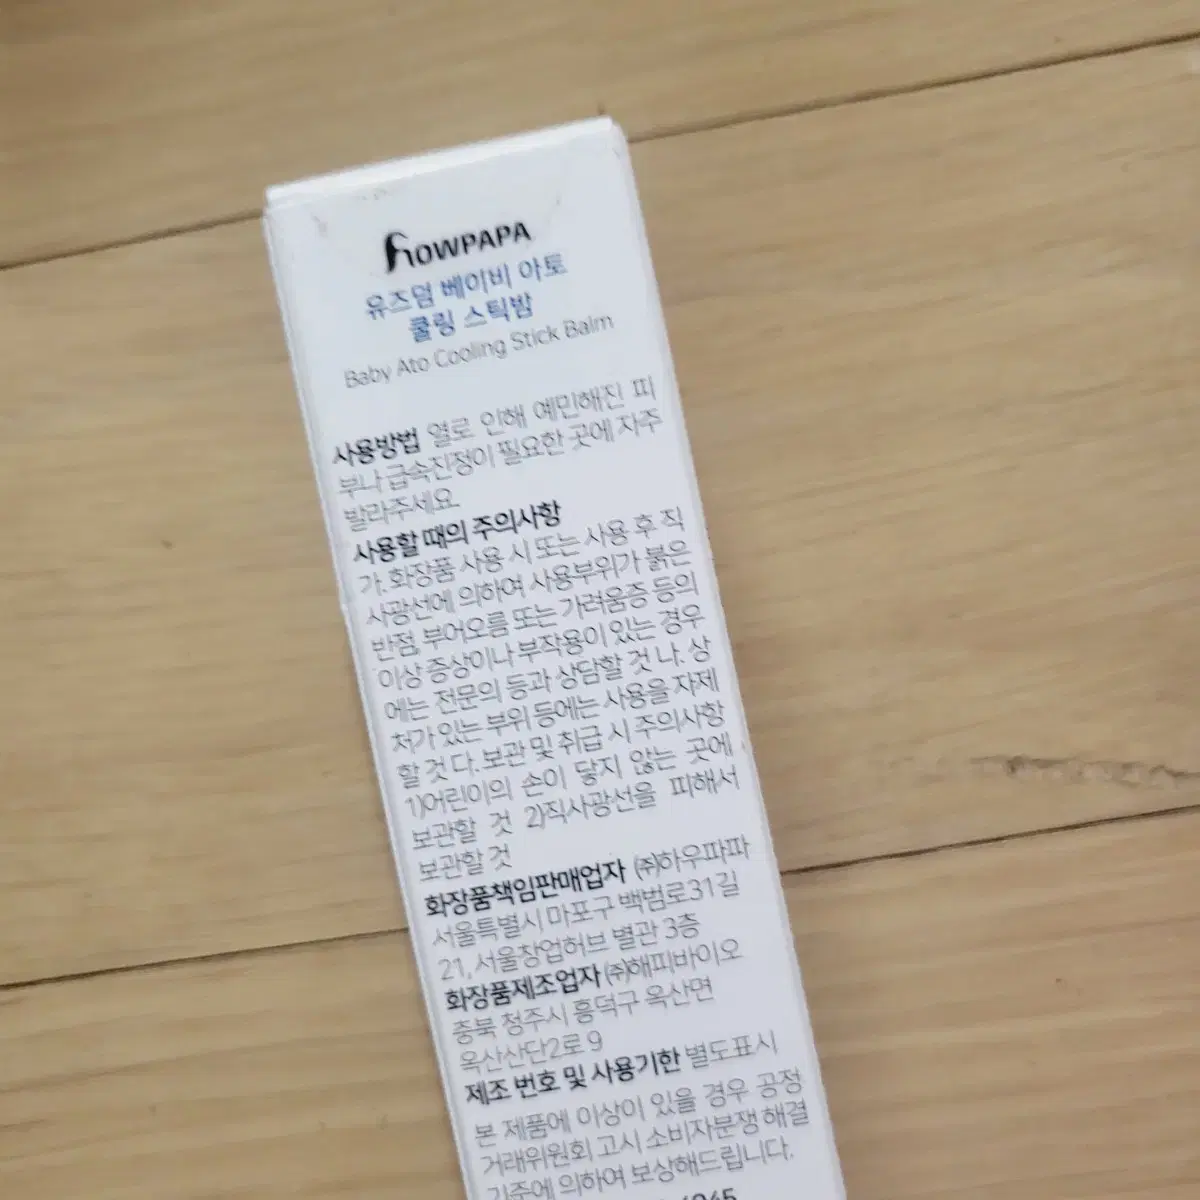 howPAPA
유즈덤 베이비 아토
쿨링 스틱밤
Baby Ato Cooling Stick Balm
사용방법 열로 인해 예민해진 피
부나 급속진정이 필요한 곳에 자주
발라주세요.
사용할 때의 주의사항
가. 화장품 사용 시 또는 사용 후 직
사광선에 의하여 사용부위가 붉은
반점, 부어오름 또는 가려움증 등의
이상 증상이나 부작용이 있는 경우
에는 전문의 등과 상담할 것 나. 상
처가 있는 부위 등에는 사용을 자제
할 것 다. 보관 및 취급 시 주의사항
1)어린이의 손이 닿지 않는 곳에
보관할 것 2)직사광선을 피해서
보관할 것
화장품책임판매업자 ㈜하우파파
서울특별시 마포구 백범로31길
21, 서울창업허브 별관 3층
화장품제조업자 ㈜해피바이오
충북 청주시 흥덕구 옥산면
옥산산단2로 9
제조 번호 및 사용기한 별도표시
본 제품에 이상이 있을 경우 공정
거래위원회 고시 소비자분쟁 해결
기준에 의하여 보상해드립니다.